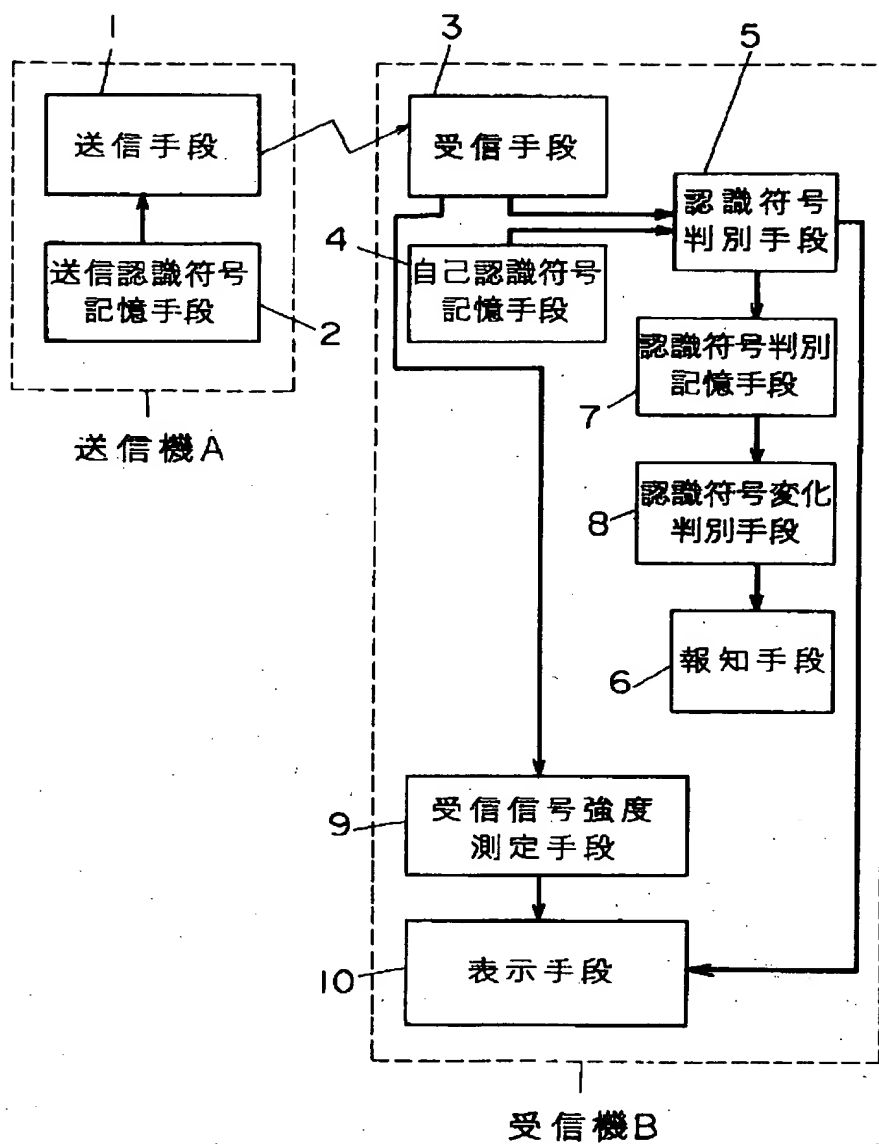 1
送信手段
送信認識符号
記憶手段
2
送信機A
3
受信手段
4
自己認識符号
記憶手段
5
認識符号
判別手段
認識符号判別
記憶手段
7
認識符号変化
判別手段
8
報知手段
6
受信信号強度
測定手段
9
表示手段
10
受信機B